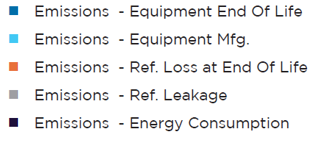 Emissions - Equipment End Of Life
Emissions - Equipment Mfg.
Emissions - Ref. Loss at End Of Life
Emissions - Ref. Leakage
Emissions - Energy Consumption